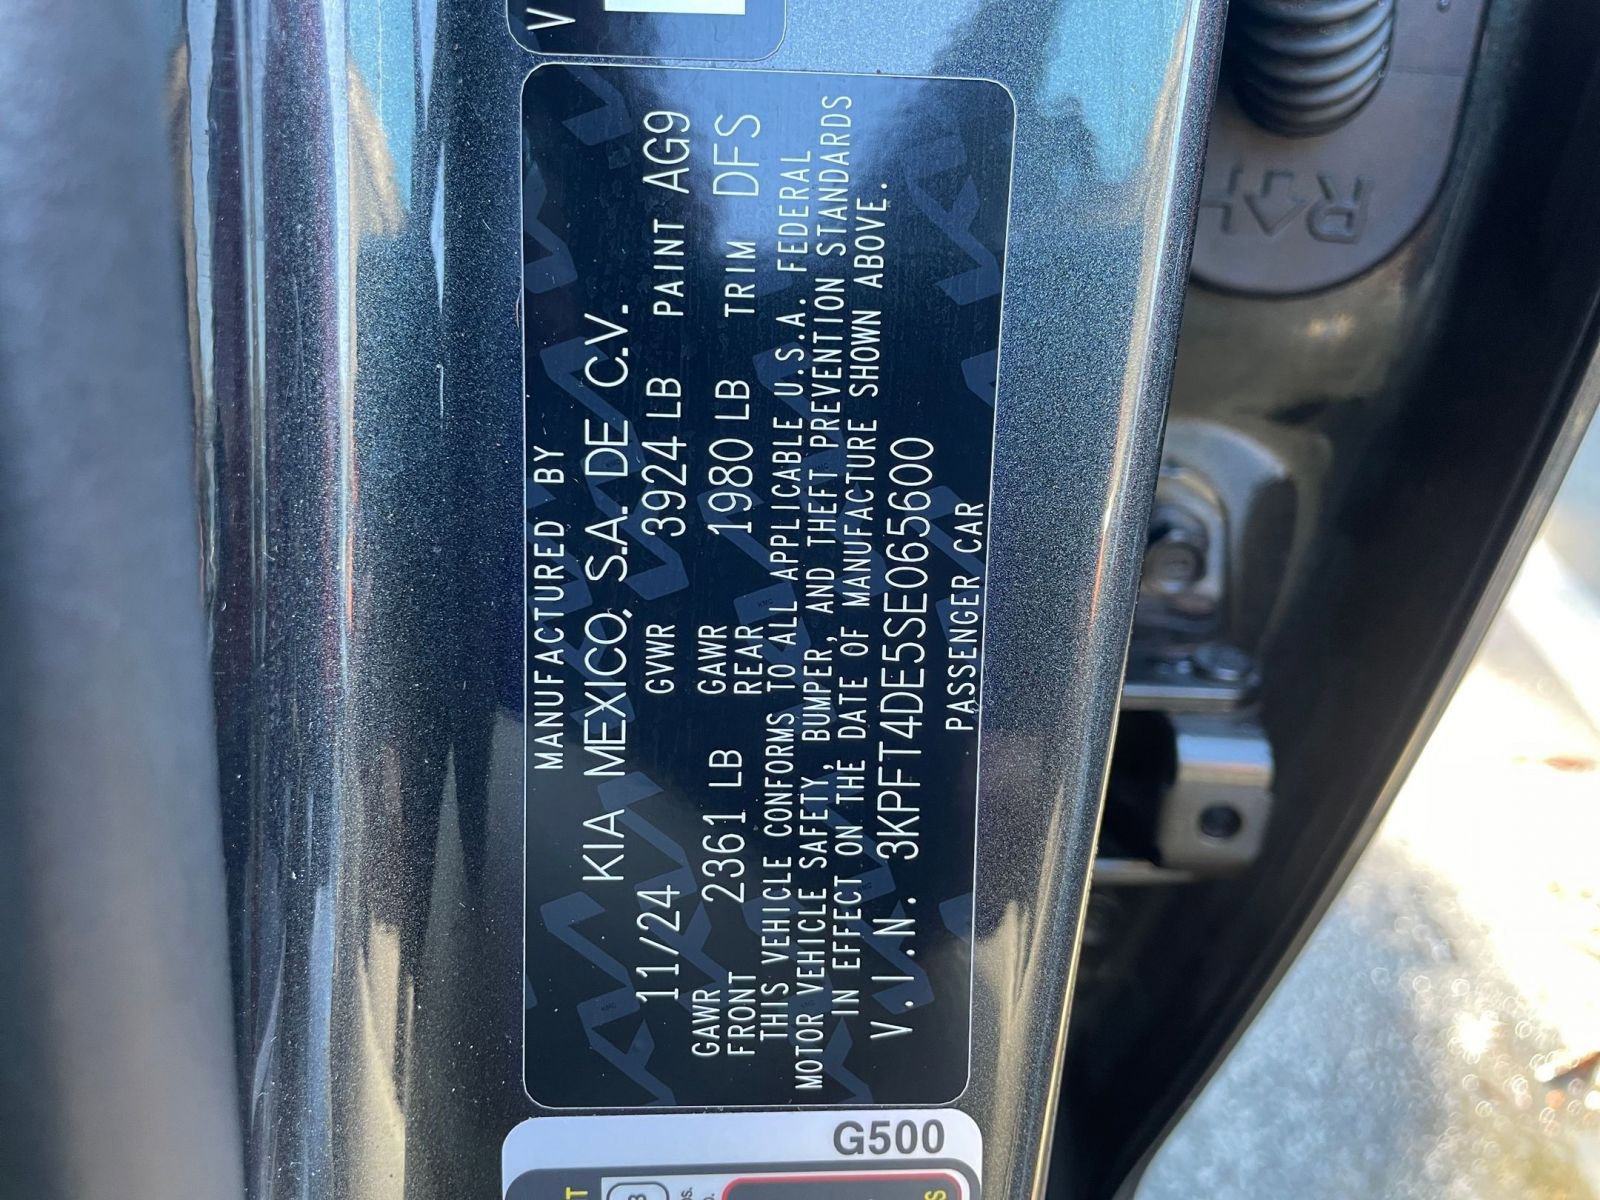 V
MANUFACTURED BY
KIA MEXICO, S.A. DE C.V.
11/24 GVWR 3924 LB PAINT AG9
GAWR FRONT 2361 LB GAWR REAR 1980 LB TRIM DFS
THIS VEHICLE CONFORMS TO ALL APPLICABLE U.S.A. FEDERAL
MOTOR VEHICLE SAFETY, BUMPER, AND THEFT PREVENTION STANDARDS
IN EFFECT ON THE DATE OF MANUFACTURE SHOWN ABOVE.
V.I.N. 3KPFT4DE5SE065600
PASSENGER CAR
G500